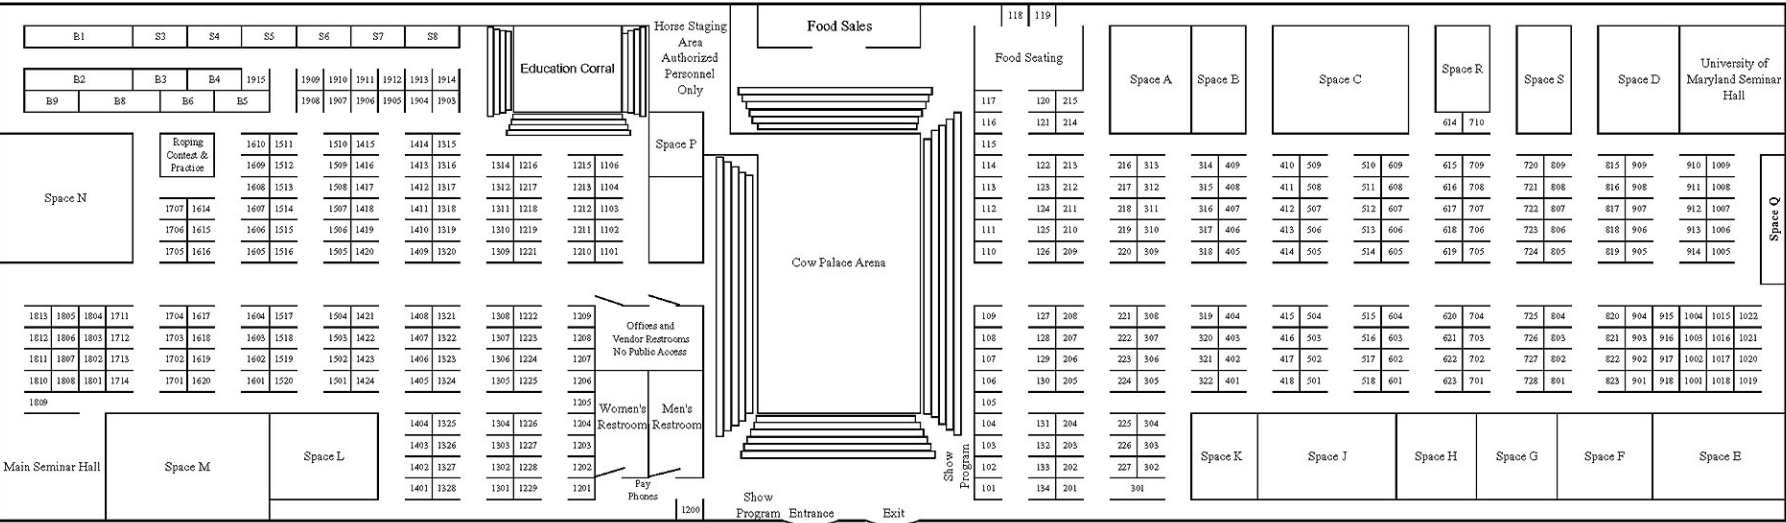 118 119
B1 S3 S4 S5 S6 S7 S8
Horse Staging
Area
Authorized
Personnel
Only
Food Sales
Education Corral
Food Seating
Space A Space B Space C Space R Space S Space D
University of
Maryland Seminar
Hall
B2 B3 B4 1915 1909 1910 1911 1912 1913 1914
B9 B8 B6 B5 1908 1907 1906 1905 1904 1903
117 120 215
116 121 214 614 710
115
Roping
Contest &
Practice
Space P
Space N
Space Q
1610 1511 1510 1415 1414 1315
1609 1512 1509 1416 1413 1316 1314 1216 1215 1106 114 122 213 216 313 314 409 410 509 510 609 615 709 720 809 815 909 910 1009
1608 1513 1508 1417 1412 1317 1312 1217 1213 1104 113 123 212 217 312 315 408 411 508 511 608 616 708 721 808 816 908 911 1008
1707 1614 1607 1514 1507 1418 1411 1318 1311 1218 1212 1103 112 124 211 218 311 316 407 412 507 512 607 617 707 722 807 817 907 912 1007
1706 1615 1606 1515 1506 1419 1410 1319 1310 1219 1211 1102 111 125 210 219 310 317 406 413 506 513 606 618 706 723 806 818 906 913 1006
1705 1616 1605 1516 1505 1420 1409 1320 1309 1221 1210 1101 110 126 209 220 309 318 405 414 505 514 605 619 705 724 805 819 905 914 1005
Cow Palace Arena
1813 1805 1804 1711 1704 1617 1604 1517 1504 1421 1408 1321 1308 1222 1209 109 127 208 221 308 319 404 415 504 515 604 620 704 725 804 820 904 915 1004 1015 1022
1812 1806 1803 1712 1703 1618 1603 1518 1503 1422 1407 1322 1307 1223 1208 108 128 207 222 307 320 403 416 503 516 603 621 703 726 803 821 903 916 1003 1016 1021
1811 1807 1802 1713 1702 1619 1602 1519 1502 1423 1406 1323 1306 1224 1207 107 129 206 223 306 321 402 417 502 517 602 622 702 727 802 822 902 917 1002 1017 1020
1810 1808 1801 1714 1701 1620 1601 1520 1501 1424 1405 1324 1305 1225 1206 106 130 205 224 305 322 401 418 501 518 601 623 701 728 801 823 901 918 1001 1018 1019
Offices and
Vendor Restrooms
No Public Access
1809 1205 105
Women's
Restroom
Men's
Restroom
1404 1325 1304 1226 1204 104 131 204 225 304
1403 1326 1303 1227 1203 103 132 203 226 303
1402 1327 1302 1228 1202 102 133 202 227 302
1401 1328 1301 1229 1201 101 134 201 301
Main Seminar Hall Space M Space L
Space K Space J Space H Space G Space F Space E
Show
Program
Pay
Phones
1200
Show
Program Entrance Exit